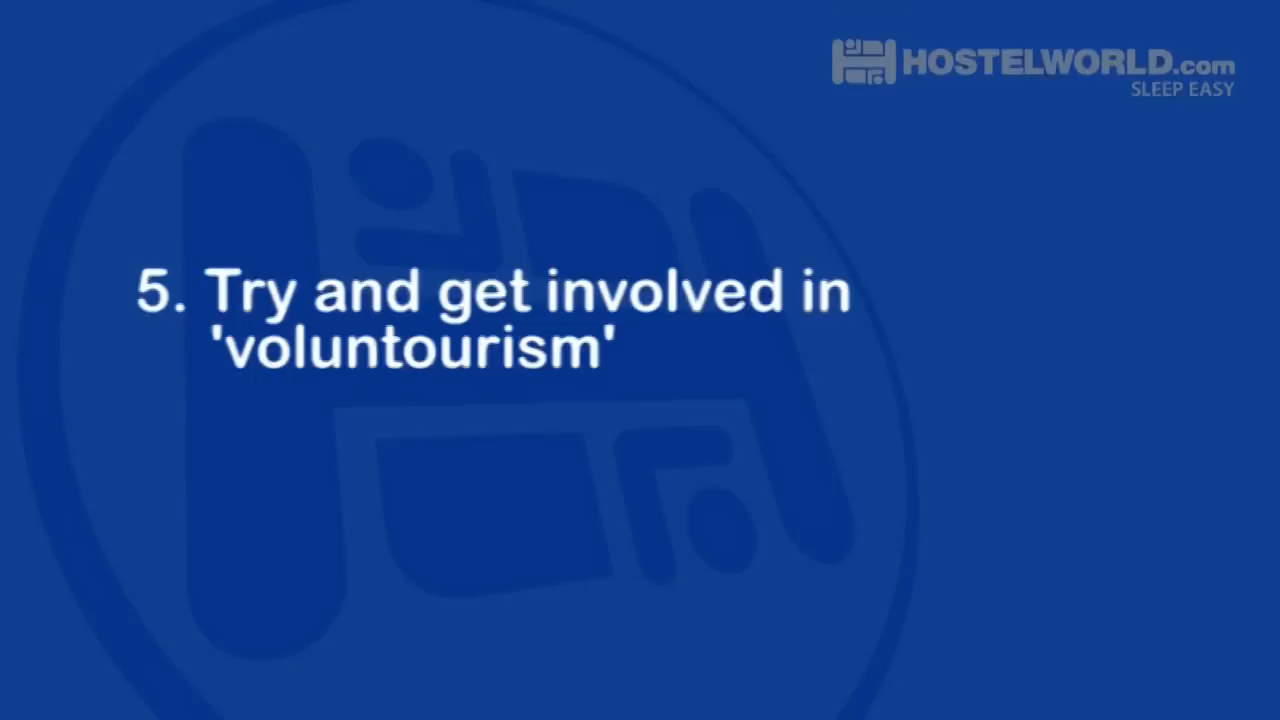 HOSTELWORLD.com
SLEEP EASY
5. Try and get involved in
'voluntourism'